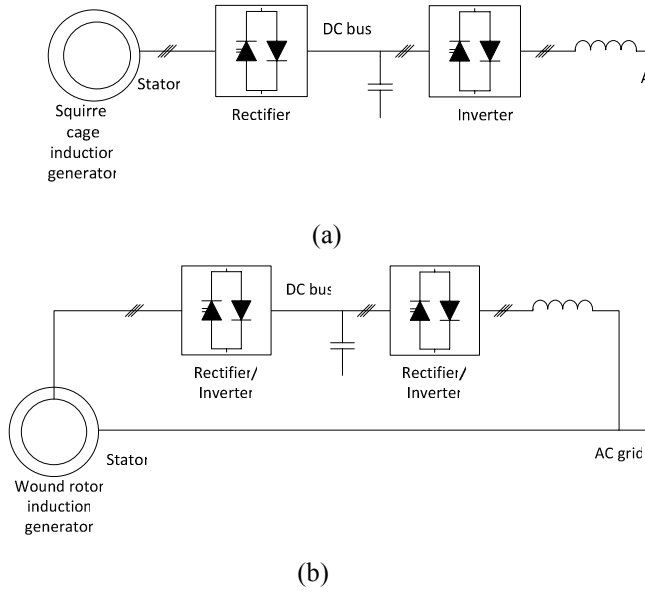 DC bus
Stator
Squirre
cage
induction
generator
Rectifier
Inverter
A
(a)
DC bus
Rectifier/
Inverter
Rectifier/
Inverter
Stator
AC grid
Wound rotor
induction
generator
(b)